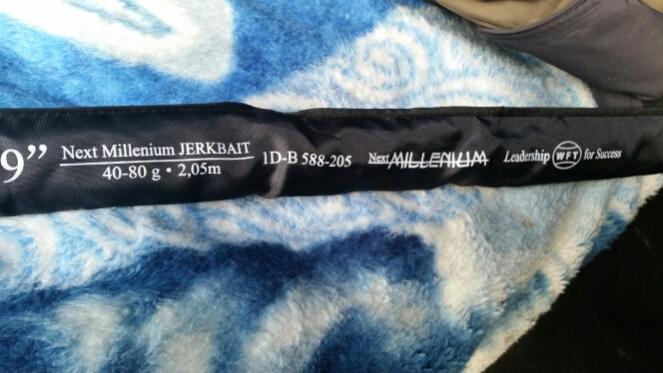 9”
Next Millenium JERKBAIT
40-80 g • 2,05m
1D-B 588-205
Next MILLENIUM
Leadership WFT for Success